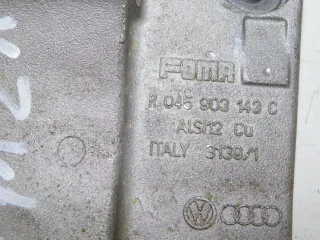 FOMA
R 045 903 143 C
AlSi12 Cu
ITALY 3139/1